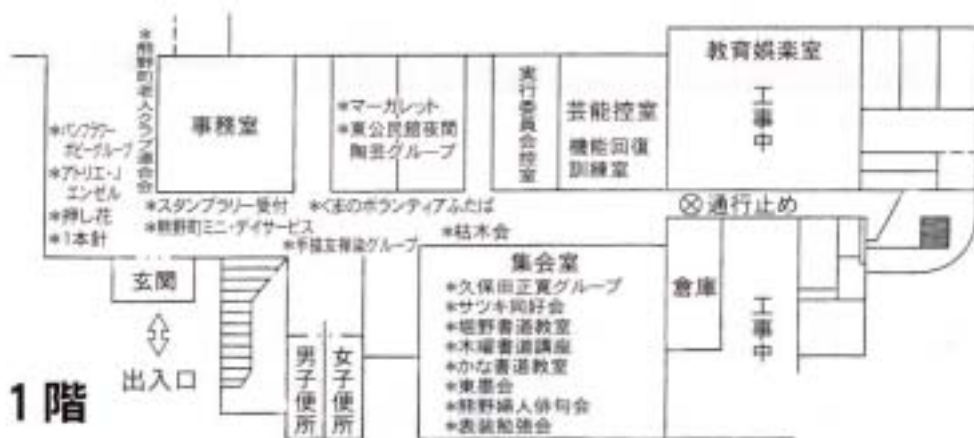 *熊野町老人クラブ連合会
*パンフラワー
ポピーグループ
*アトリエ・J
エンゼル
*押し花
*1本針
事務室
*スタンプラリー受付
*熊野町ミニ・デイサービス
*手描友禅染グループ
*マーガレット
*東公民館夜間
陶芸グループ
*くまのボランティアふたば
*枯木会
実行委員会控室
芸能控室
機能回復
訓練室
教育娯楽室
工事中
⊗通行止め
玄関
出入口
男子便所
女子便所
集会室
*久保田正寛グループ
*サツキ同好会
*堀野書道教室
*木曜書道講座
*かな書道教室
*東墨会
*熊野婦人俳句会
*表装勉強会
倉庫
工事中
1階